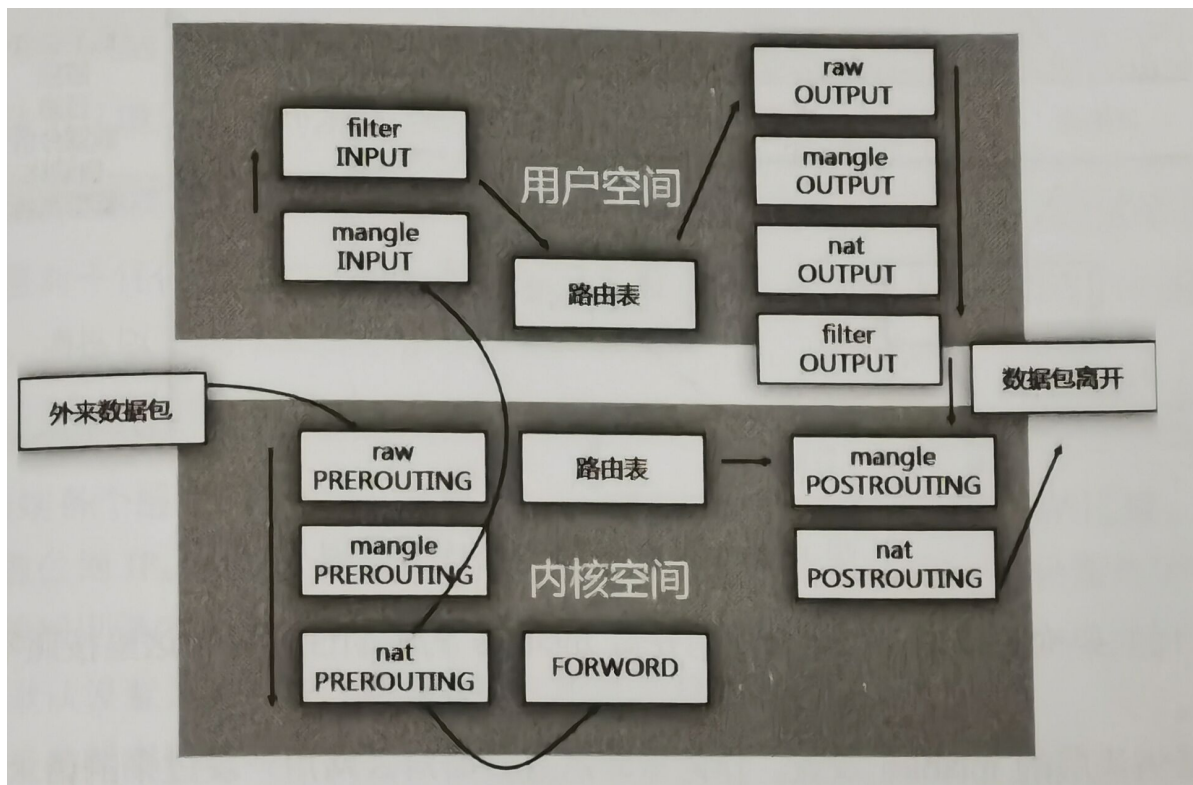 filter
INPUT
mangle
INPUT
用户空间
路由表
raw
OUTPUT
mangle
OUTPUT
nat
OUTPUT
filter
OUTPUT
数据包离开
外来数据包
raw
PREROUTING
mangle
PREROUTING
nat
PREROUTING
路由表
内核空间
FORWORD
mangle
POSTROUTING
nat
POSTROUTING